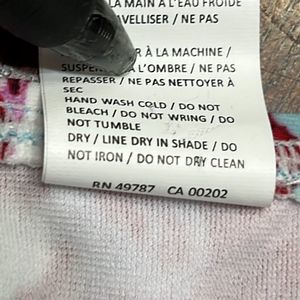 LA MAIN À L'EAU FROIDE
/ NE PAS
À LA MACHINE /
L'OMBRE / NE PAS
REPASSER / NE PAS NETTOYER À
SEC
HAND WASH COLD / DO NOT
BLEACH / DO NOT WRING / DO
NOT TUMBLE
DRY / LINE DRY IN SHADE / DO
NOT IRON / DO NOT DRY CLEAN
RN 49787 CA 00202